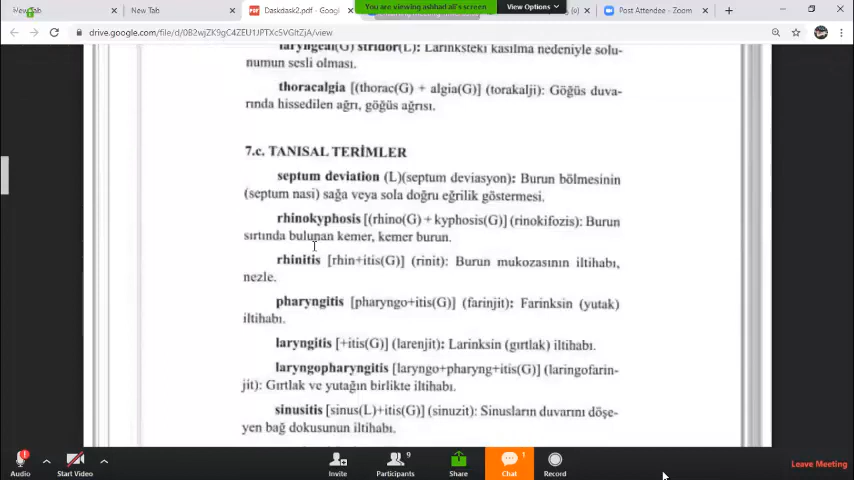 New Tab
New Tab
Daskdask2.pdf - Googl
You are viewing ashhad ali's screen
View Options
Post Attendee - Zoom
drive.google.com/file/d/0B2wjZK9gC4ZEU1JPTXc5VGltZjA/view
laryngeal(G) stridor(L): Larinksteki kasılma nedeniyle solu-
numun sesli olması.
thoracalgia [(thorac(G) + algia(G)] (torakalji): Göğüs duva-
rında hissedilen ağrı, göğüs ağrısı.
7.c. TANISAL TERİMLER
septum deviation (L)(septum deviasyon): Burun bölmesinin
(septum nasi) sağa veya sola doğru eğrilik göstermesi.
rhinokyphosis [(rhino(G) + kyphosis(G)] (rinokifozis): Burun
sırtında bulunan kemer, kemer burun.
rhinitis [rhin+itis(G)] (rinit): Burun mukozasının iltihabı,
nezle.
pharyngitis [pharyngo+itis(G)] (farinjit): Farinksin (yutak)
iltihabı.
laryngitis [+itis(G)] (larenjit): Larinksin (gırtlak) iltihabı.
laryngopharyngitis [laryngo+pharyng+itis(G)] (laringofarin-
jit): Gırtlak ve yutağın birlikte iltihabı.
sinusitis [sinus(L)+itis(G)] (sinuzit): Sinusların duvarını döşe-
yen bağ dokusunun iltihabı.
Audio
Start Video
Invite
9
Participants
Share
1
Chat
Record
Leave Meeting